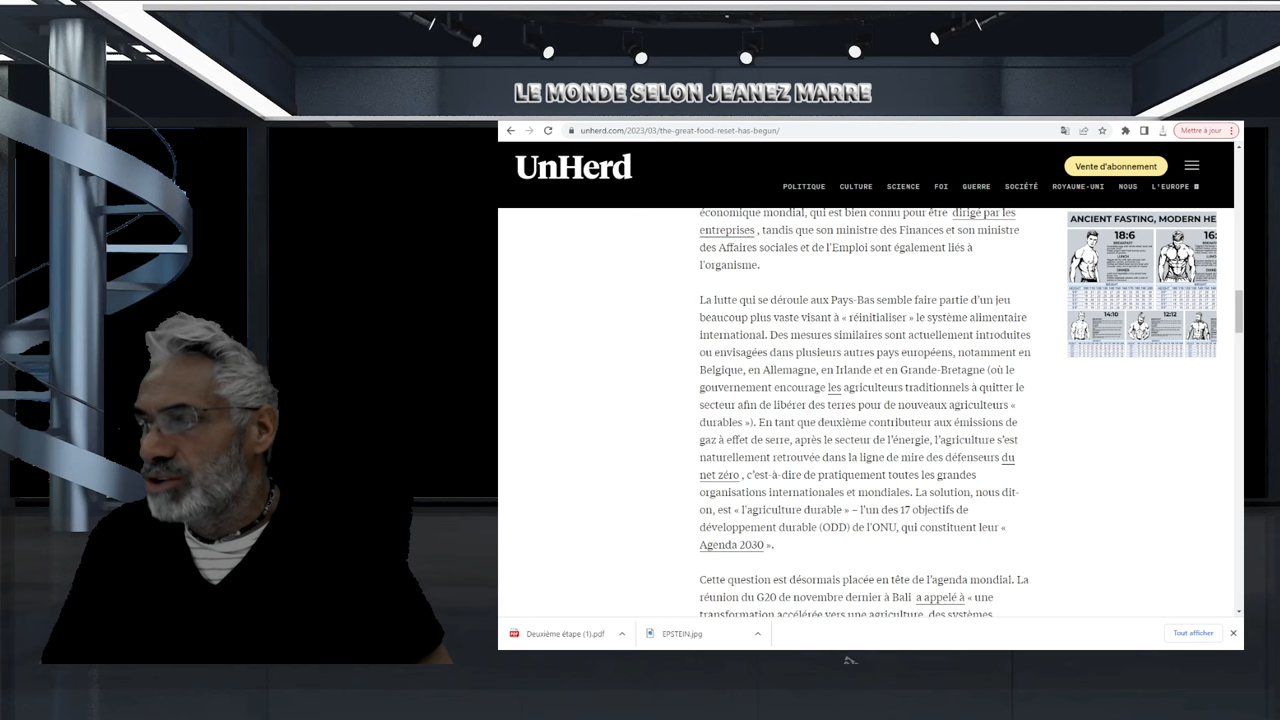 LE MONDE SELON JEANEZ MARRE
unherd.com/2023/03/the-great-food-reset-has-begun/
Mettre à jour
UnHerd
Vente d'abonnement
POLITIQUE CULTURE SCIENCE FOI GUERRE SOCIÉTÉ ROYAUME-UNI NOUS L'EUROPE
économique mondial, qui est bien connu pour être dirigé par les
entreprises , tandis que son ministre des Finances et son ministre
des Affaires sociales et de l'Emploi sont également liés à
l'organisme.
La lutte qui se déroule aux Pays-Bas semble faire partie d'un jeu
beaucoup plus vaste visant à « réinitialiser » le système alimentaire
international. Des mesures similaires sont actuellement introduites
ou envisagées dans plusieurs autres pays européens, notamment en
Belgique, en Allemagne, en Irlande et en Grande-Bretagne (où le
gouvernement encourage les agriculteurs traditionnels à quitter le
secteur afin de libérer des terres pour de nouveaux agriculteurs «
durables »). En tant que deuxième contributeur aux émissions de
gaz à effet de serre, après le secteur de l'énergie, l'agriculture s'est
naturellement retrouvée dans la ligne de mire des défenseurs du
net zéro , c'est-à-dire de pratiquement toutes les grandes
organisations internationales et mondiales. La solution, nous dit-
on, est « l'agriculture durable » – l'un des 17 objectifs de
développement durable (ODD) de l'ONU, qui constituent leur «
Agenda 2030 ».
Cette question est désormais placée en tête de l'agenda mondial. La
réunion du G20 de novembre dernier à Bali a appelé à « une
transformation accélérée vers une agriculture, des systèmes
ANCIENT FASTING, MODERN HE
18:6
16:
14:10
12:12
Deuxième étape (1).pdf
EPSTEIN.jpg
Tout afficher